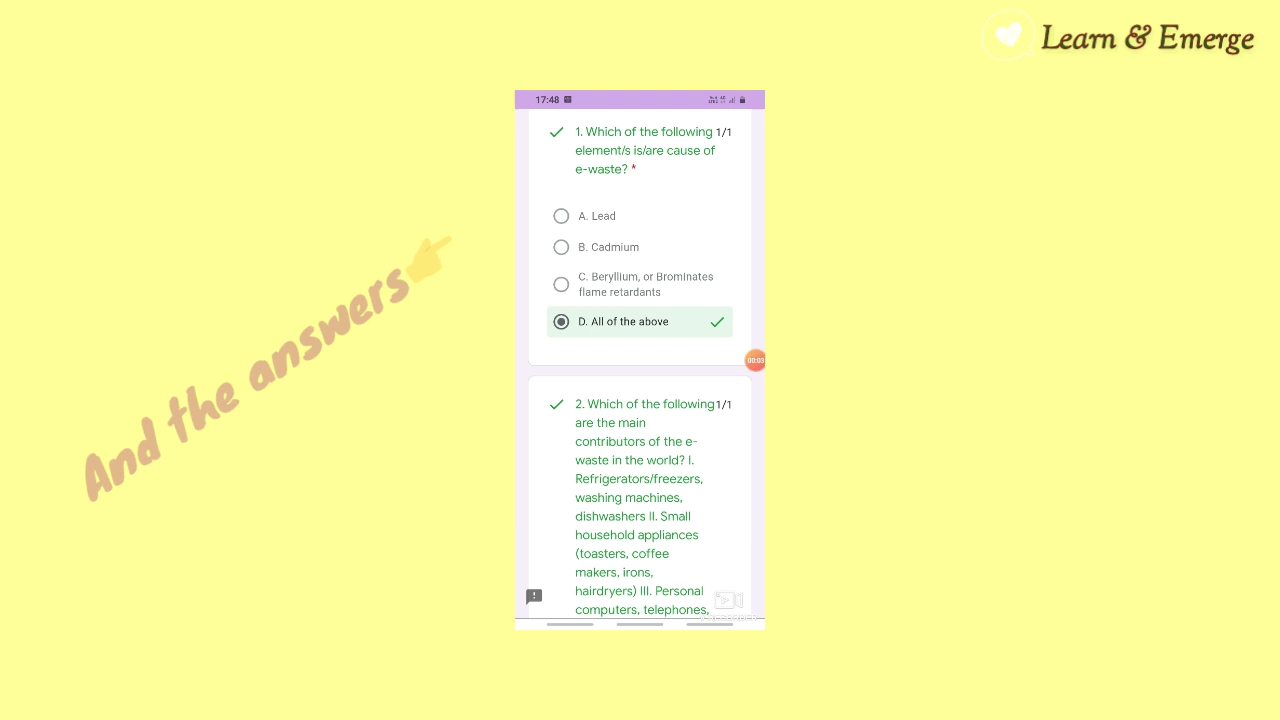 Learn & Emerge
17:48
1. Which of the following 1/1
element/s is/are cause of
e-waste? *
A. Lead
B. Cadmium
C. Beryllium, or Brominates
flame retardants
D. All of the above
And the answers
00:03
2. Which of the following 1/1
are the main
contributors of the e-
waste in the world? I.
Refrigerators/freezers,
washing machines,
dishwashers II. Small
household appliances
(toasters, coffee
makers, irons,
hairdryers) III. Personal
computers, telephones,